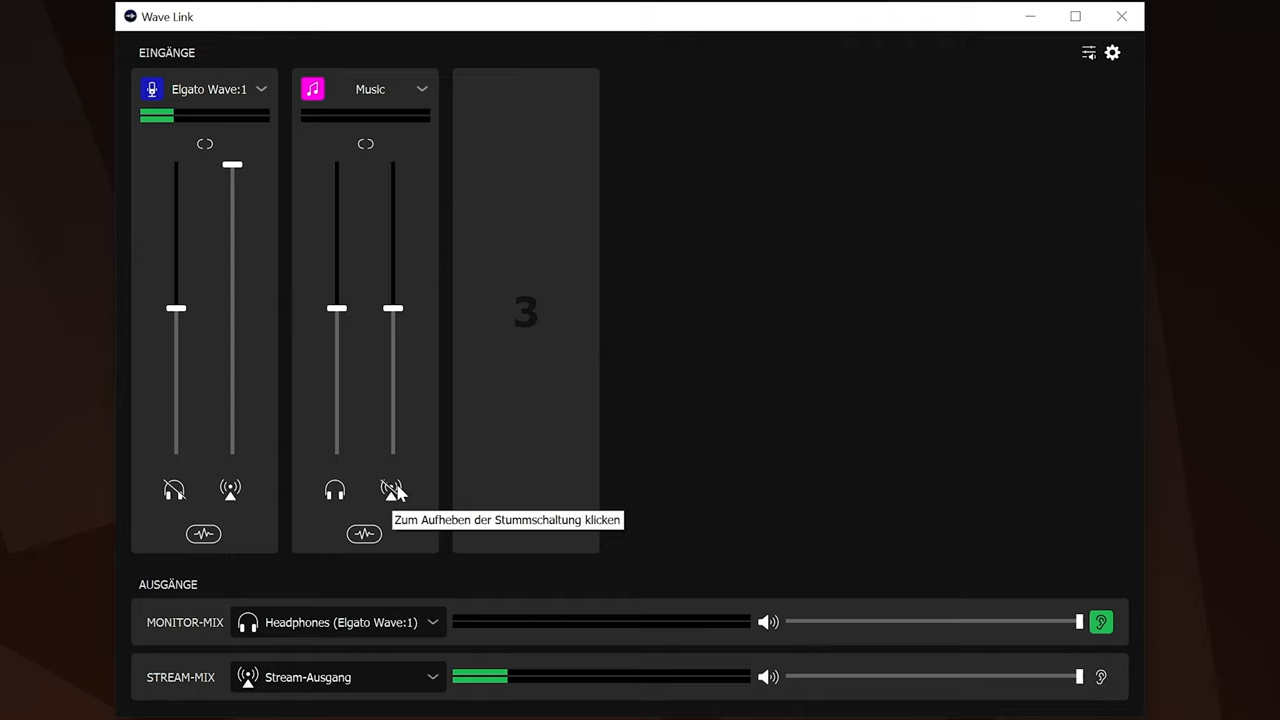 Wave Link
EINGÄNGE
Elgato Wave:1
Music
3
Zum Aufheben der Stummschaltung klicken
AUSGÄNGE
MONITOR-MIX
Headphones (Elgato Wave:1)
STREAM-MIX
Stream-Ausgang